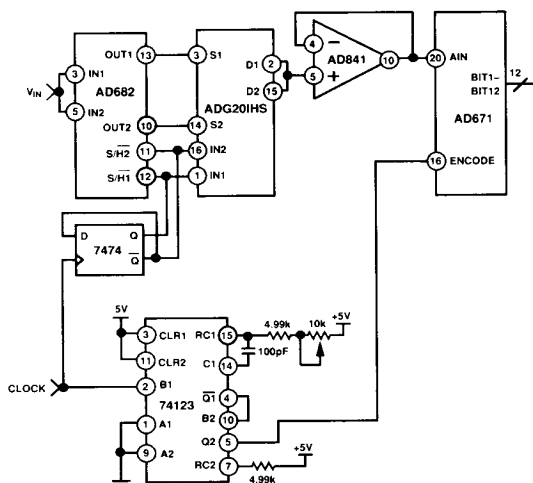 OUT1 13 3 S1
4 −
V_IN 3 IN1
D1 2
10
20 AIN
AD682
AD841
5 +
BIT1–
BIT12
12
5 IN2
ADG201HS
D2 15
AD671
OUT2 10 14 S2
S/H̅2̅ 11 16 IN2
16 ENCODE
S/H̅1̅ 12 1 IN1
D Q
7474
Q̅
5V
4.99k
10k
+5V
3 CLR1
RC1 15
100pF
11 CLR2
C1 14
CLOCK
2 B1
74123
Q̅1̅ 4
1 A1
B2 10
Q2 5
+5V
9 A2
RC2 7
4.99k